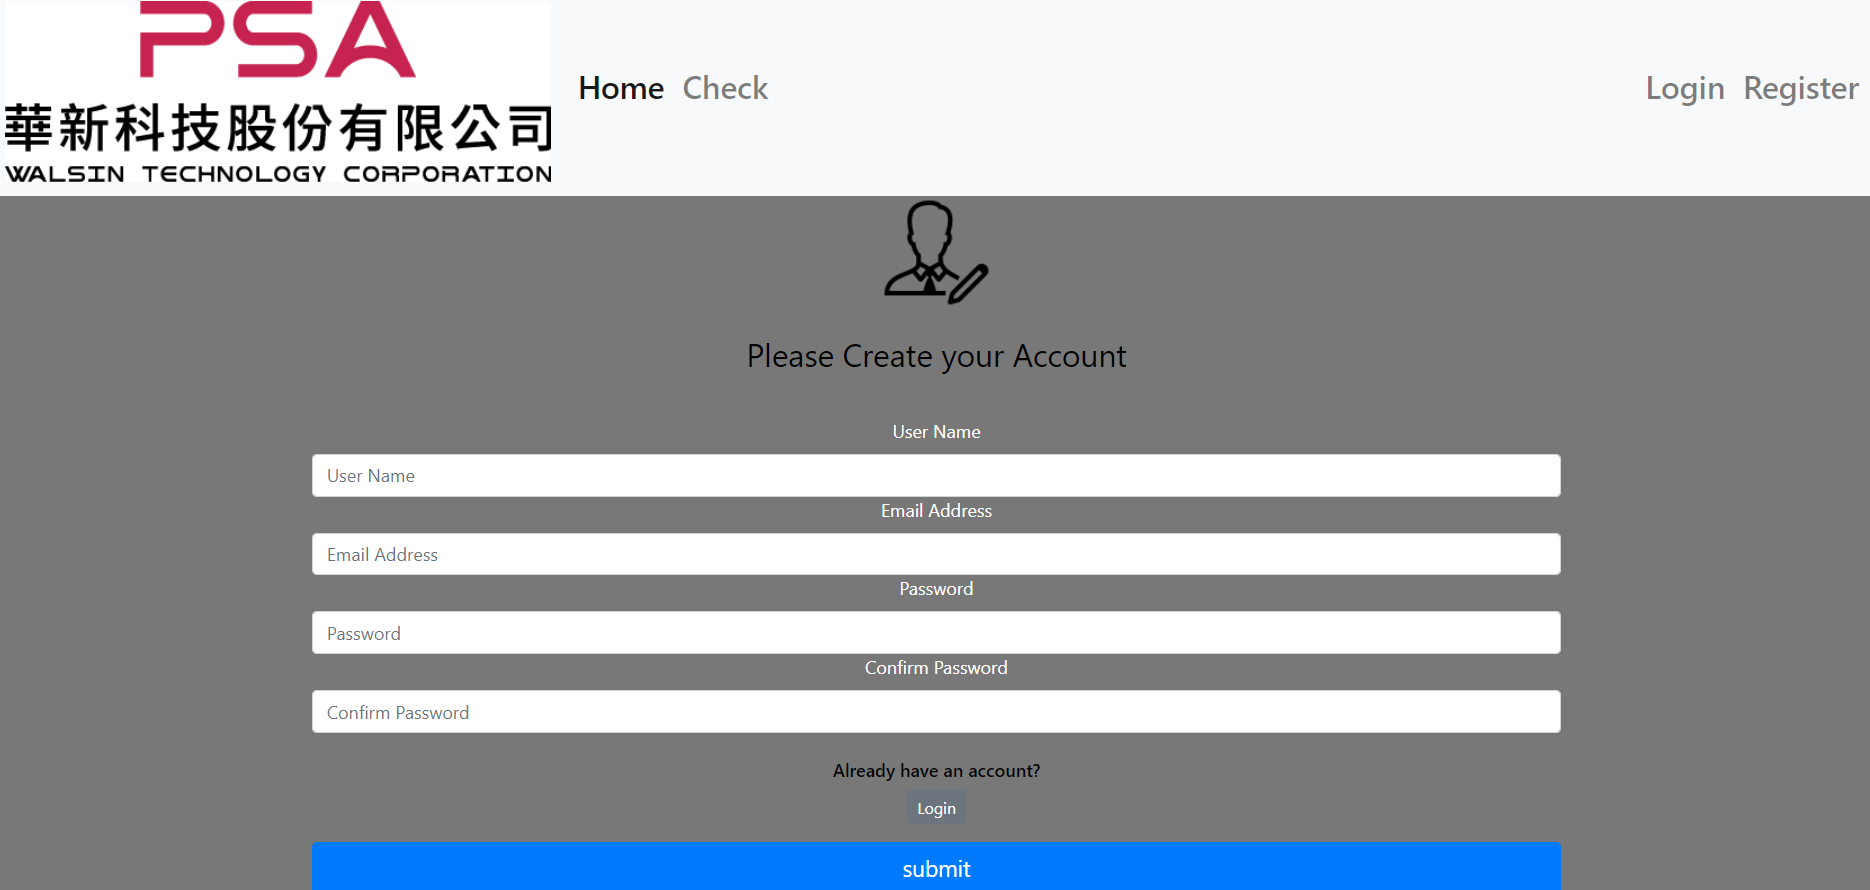 PSA
華新科技股份有限公司
WALSIN TECHNOLOGY CORPORATION
Home Check Login Register
Please Create your Account
User Name
User Name
Email Address
Email Address
Password
Password
Confirm Password
Confirm Password
Already have an account?
Login
submit